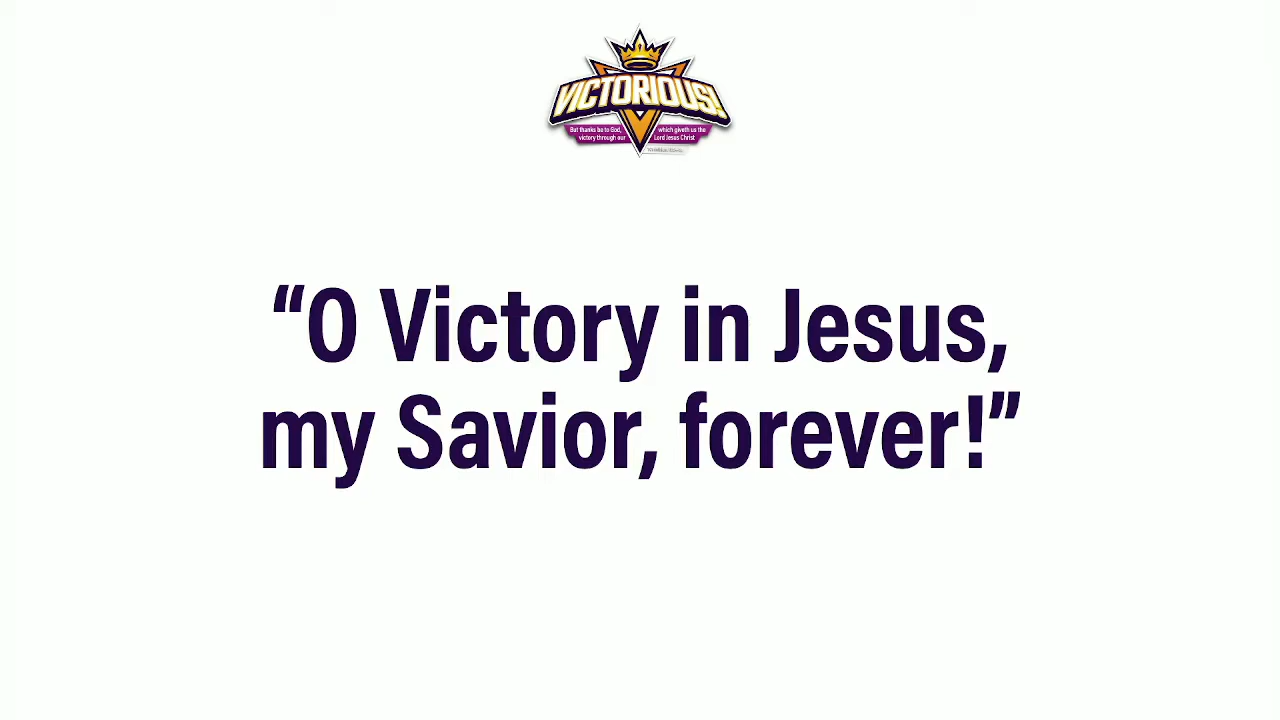 VICTORIOUS!
But thanks be to God, which giveth us the
victory through our Lord Jesus Christ
“O Victory in Jesus,
my Savior, forever!”